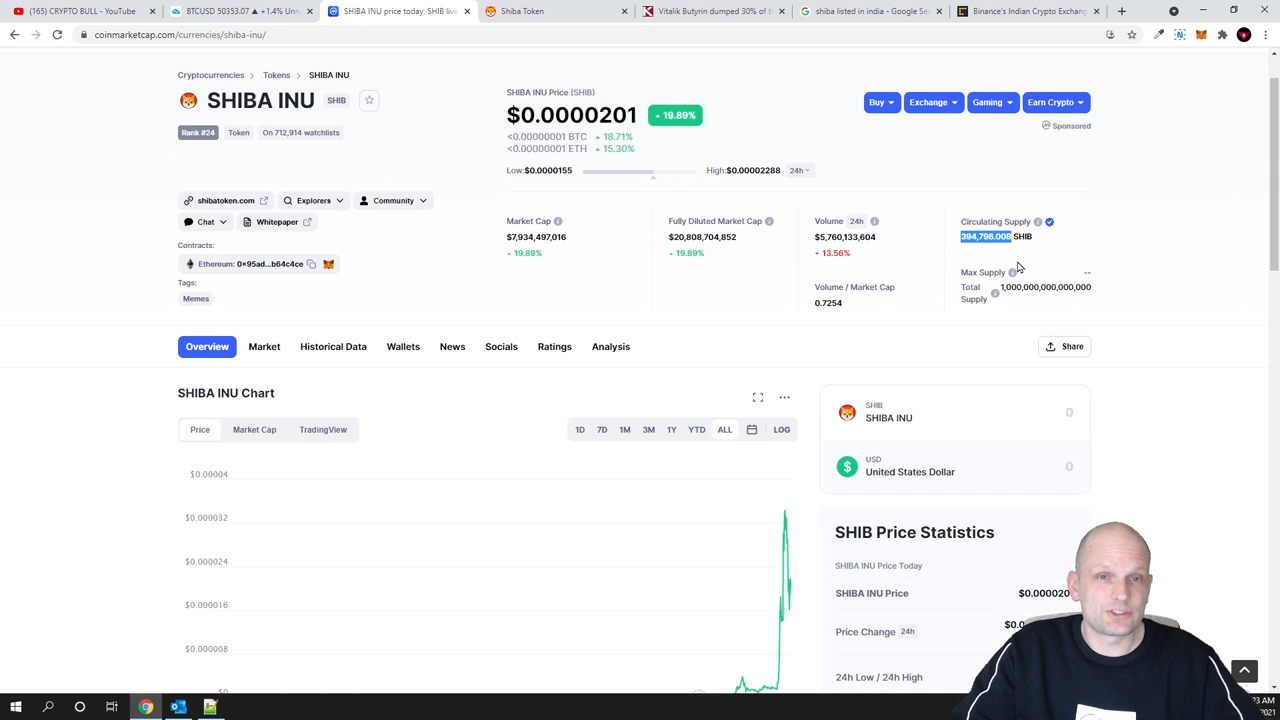 (165) CRYPTO BULL - YouTube
BTCUSD 50353.07 ▲ +1.4% Unna
SHIBA INU price today, SHIB live
Shiba Token
Vitalik Buterin dumped 30% of th
shiba listed in india - Google Sea
Binance's Indian Crypto Exchang
coinmarketcap.com/currencies/shiba-inu/
Cryptocurrencies > Tokens > SHIBA INU
SHIBA INU SHIB
Rank #24 Token On 712,914 watchlists
SHIBA INU Price (SHIB)
$0.0000201 19.89%
<0.00000001 BTC 18.71%
<0.00000001 ETH 15.30%
Low:$0.0000155 High:$0.00002288 24h
Buy Exchange Gaming Earn Crypto
Sponsored
shibatoken.com Explorers Community
Chat Whitepaper
Contracts:
Ethereum: 0x95ad...b64c4ce
Tags:
Memes
Market Cap
$7,934,497,016
19.89%
Fully Diluted Market Cap
$20,808,704,852
19.89%
Volume 24h
$5,760,133,604
13.56%
Volume / Market Cap
0.7254
Circulating Supply
394,796.00B SHIB
Max Supply --
Total Supply 1,000,000,000,000,000
Overview Market Historical Data Wallets News Socials Ratings Analysis
Share
SHIBA INU Chart
Price Market Cap TradingView
1D 7D 1M 3M 1Y YTD ALL LOG
$0.00004
$0.000032
$0.000024
$0.000016
$0.000008
$0
SHIB
SHIBA INU 0
USD
United States Dollar 0
SHIB Price Statistics
SHIBA INU Price Today
SHIBA INU Price $0.000020
Price Change 24h $0.0
24h Low / 24h High